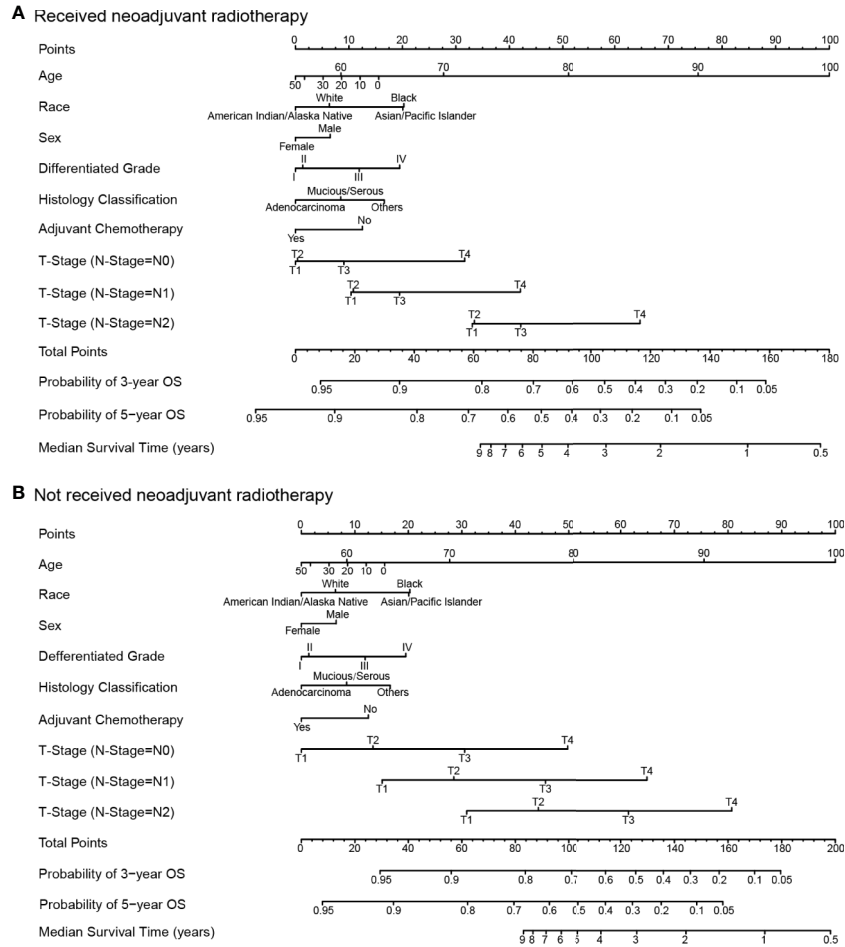 A Received neoadjuvant radiotherapy
Points 0 10 20 30 40 50 60 70 80 90 100
Age 60 70 80 90 100
50 30 20 10 0
Race White Black
American Indian/Alaska Native Asian/Pacific Islander
Sex Male
Female
Differentiated Grade II IV
I III
Histology Classification Mucious/Serous
Adenocarcinoma Others
Adjuvant Chemotherapy No
Yes
T-Stage (N-Stage=N0) T2 T4
T1 T3
T-Stage (N-Stage=N1) T2 T4
T1 T3
T-Stage (N-Stage=N2) T2 T4
T1 T3
Total Points
0 20 40 60 80 100 120 140 160 180
Probability of 3-year OS
0.95 0.9 0.8 0.7 0.6 0.5 0.4 0.3 0.2 0.1 0.05
Probability of 5−year OS
0.95 0.9 0.8 0.7 0.6 0.5 0.4 0.3 0.2 0.1 0.05
Median Survival Time (years)
9 8 7 6 5 4 3 2 1 0.5
B Not received neoadjuvant radiotherapy
Points 0 10 20 30 40 50 60 70 80 90 100
Age 60 70 80 90 100
50 30 20 10 0
Race White Black
American Indian/Alaska Native Asian/Pacific Islander
Sex Male
Female
Defferentiated Grade II IV
I III
Histology Classification Mucious/Serous
Adenocarcinoma Others
Adjuvant Chemotherapy No
Yes
T-Stage (N-Stage=N0) T2 T4
T1 T3
T-Stage (N-Stage=N1) T2 T4
T1 T3
T-Stage (N-Stage=N2) T2 T4
T1 T3
Total Points
0 20 40 60 80 100 120 140 160 180 200
Probability of 3−year OS
0.95 0.9 0.8 0.7 0.6 0.5 0.4 0.3 0.2 0.1 0.05
Probability of 5−year OS
0.95 0.9 0.8 0.7 0.6 0.5 0.4 0.3 0.2 0.1 0.05
Median Survival Time (years)
9 8 7 6 5 4 3 2 1 0.5